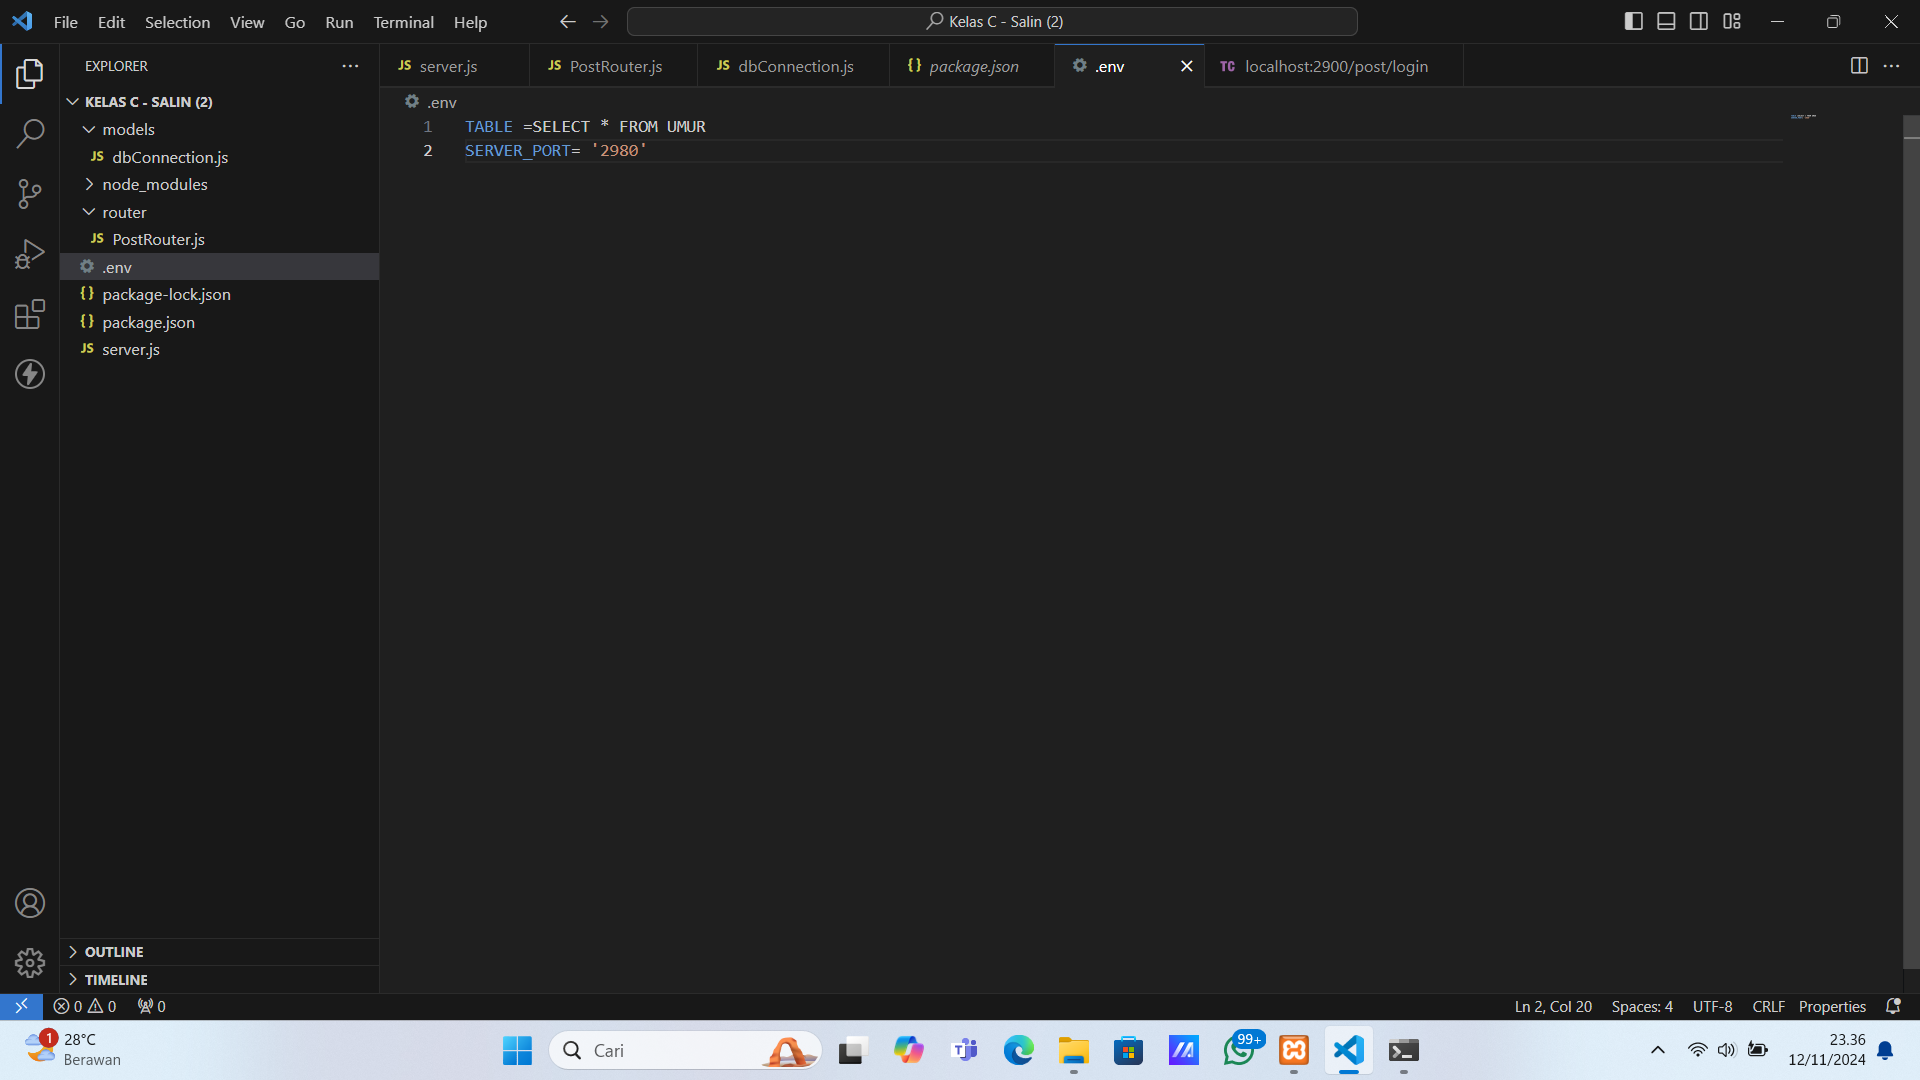 File Edit Selection View Go Run Terminal Help
Kelas C - Salin (2)
EXPLORER
server.js
PostRouter.js
dbConnection.js
package.json
.env
TC localhost:2900/post/login
KELAS C - SALIN (2)
models
JS dbConnection.js
node_modules
router
JS PostRouter.js
.env
{} package-lock.json
{} package.json
JS server.js
.env
1 TABLE =SELECT * FROM UMUR
2 SERVER_PORT= '2980'
OUTLINE
TIMELINE
0 0 0
Ln 2, Col 20 Spaces: 4 UTF-8 CRLF Properties
1
28°C
Berawan
Cari
99+
23.36
12/11/2024